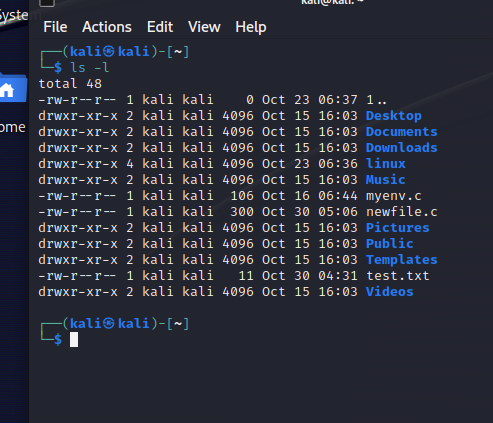 kali@kali: ~
System
File Actions Edit View Help
┌──(kali㉿kali)-[~]
└─$ ls -l
total 48
-rw-r--r-- 1 kali kali    0 Oct 23 06:37 1..
drwxr-xr-x 2 kali kali 4096 Oct 15 16:03 Desktop
drwxr-xr-x 2 kali kali 4096 Oct 15 16:03 Documents
drwxr-xr-x 2 kali kali 4096 Oct 15 16:03 Downloads
drwxr-xr-x 4 kali kali 4096 Oct 23 06:36 linux
drwxr-xr-x 2 kali kali 4096 Oct 15 16:03 Music
-rw-r--r-- 1 kali kali  106 Oct 16 06:44 myenv.c
-rw-r--r-- 1 kali kali  300 Oct 30 05:06 newfile.c
drwxr-xr-x 2 kali kali 4096 Oct 15 16:03 Pictures
drwxr-xr-x 2 kali kali 4096 Oct 15 16:03 Public
drwxr-xr-x 2 kali kali 4096 Oct 15 16:03 Templates
-rw-r--r-- 1 kali kali   11 Oct 30 04:31 test.txt
drwxr-xr-x 2 kali kali 4096 Oct 15 16:03 Videos
┌──(kali㉿kali)-[~]
└─$
ome